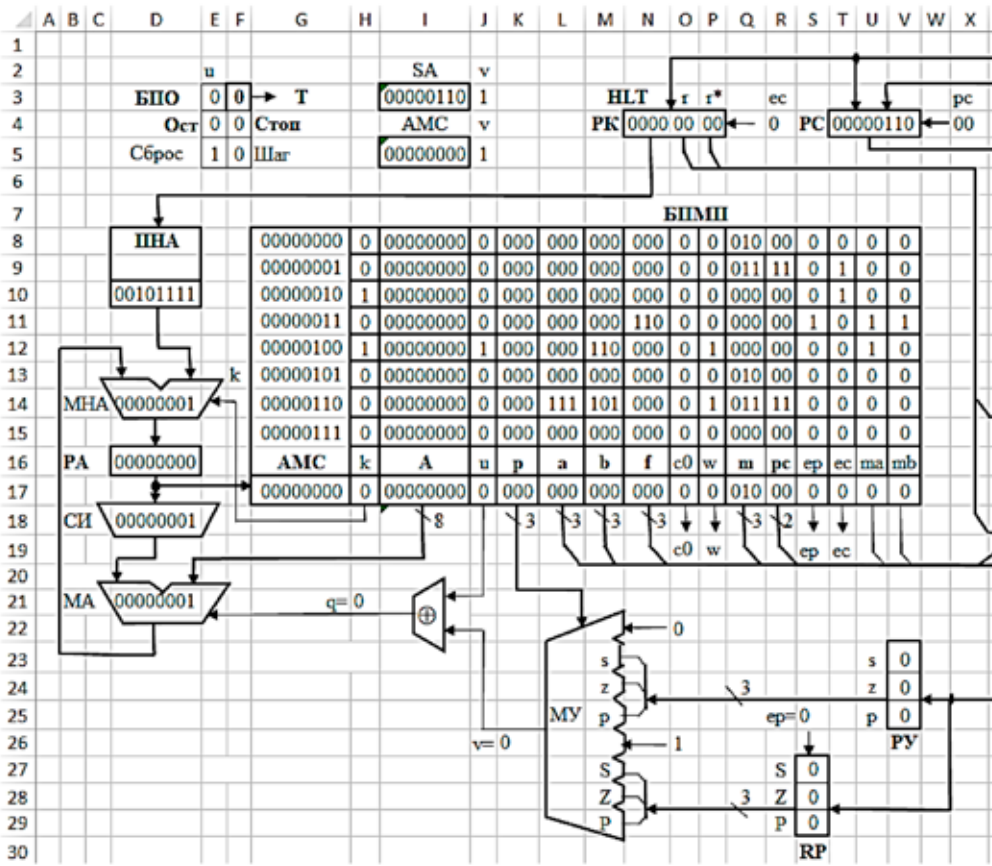 A B C D E F G H I J K L M N O P Q R S T U V W X
1
2 u SA v
3 БПО 0 0 T 00000110 1 HLT r r* ec pc
4 Ост 0 0 Стоп AMC v РК 0000 00 00 0 PC 00000110 00
5 Сброс 1 0 Шаг 00000000 1
6
7 БПМП
8 ПНА 00000000 0 00000000 0 000 000 000 000 0 0 010 00 0 0 0 0
9 00000001 0 00000000 0 000 000 000 000 0 0 011 11 0 1 0 0
10 00101111 00000010 1 00000000 0 000 000 000 000 0 0 000 00 0 1 0 0
11 00000011 0 00000000 0 000 000 000 110 0 0 000 00 1 0 1 1
12 00000100 1 00000000 1 000 000 110 000 0 1 000 00 0 0 1 0
13 k 00000101 0 00000000 0 000 000 000 000 0 0 010 00 0 0 0 0
14 МНА 00000001 00000110 0 00000000 0 000 111 101 000 0 1 011 11 0 0 0 0
15 00000111 0 00000000 0 000 000 000 000 0 0 000 00 0 0 0 0
16 РА 00000000 АМС k A u p a b f c0 w m pc ep ec ma mb
17 00000000 0 00000000 0 000 000 000 000 0 0 010 00 0 0 0 0
18 СИ 00000001 8 3 3 3 3 3 2
19 c0 w ep ec
20
21 МА 00000001 q= 0 ⊕
22 0
23 s s 0
24 z 3 z 0
25 МУ p ep=0 p 0
26 v= 0 1 РУ
27 S S 0
28 Z 3 Z 0
29 P P 0
30 RP